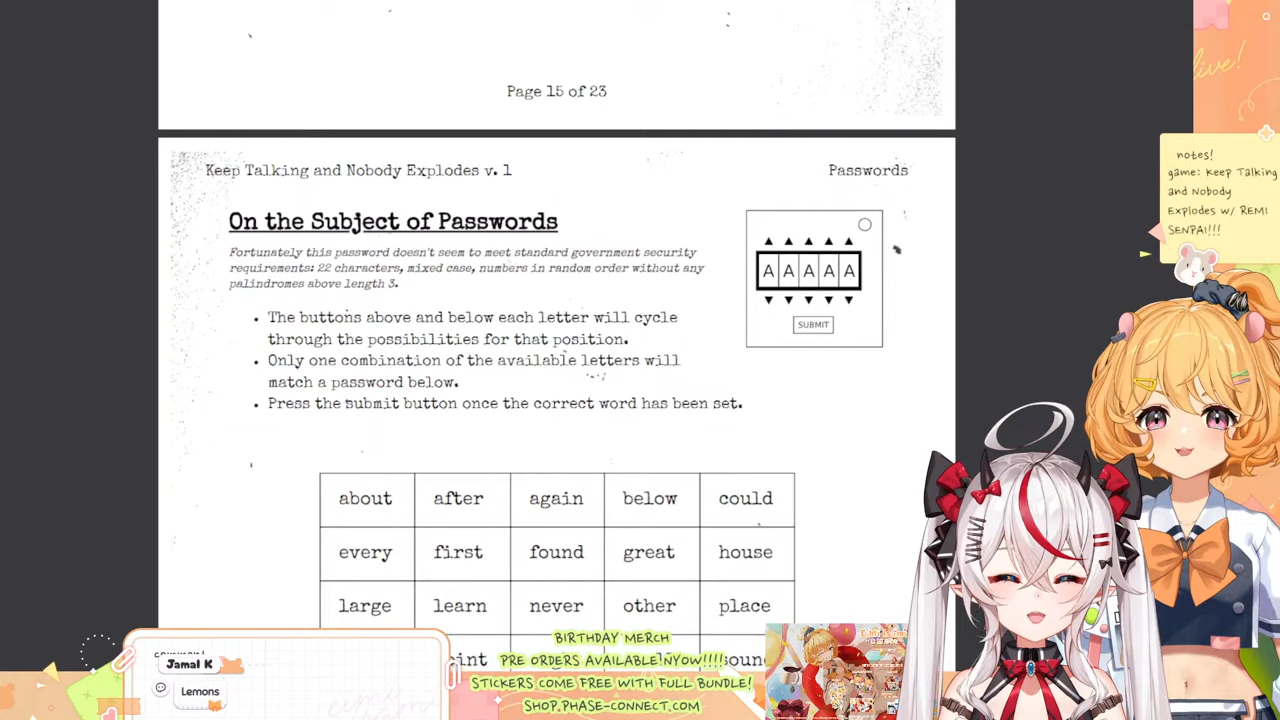 Page 15 of 23
Keep Talking and Nobody Explodes v. 1
Passwords
On the Subject of Passwords
Fortunately this password doesn't seem to meet standard government security
requirements: 22 characters, mixed case, numbers in random order without any
palindromes above length 3.
• The buttons above and below each letter will cycle
through the possibilities for that position.
• Only one combination of the available letters will
match a password below.
• Press the submit button once the correct word has been set.
A A A A A
SUBMIT
about after again below could
every first found great house
large learn never other place
live!
notes!
game: Keep Talking
and Nobody
Explodes w/ REMI
SENPAI!!!
Jamal K
Lemons
BIRTHDAY MERCH
PRE ORDERS AVAILABLE NYOW!!!!
STICKERS COME FREE WITH FULL BUNDLE!
SHOP.PHASE-CONNECT.COM